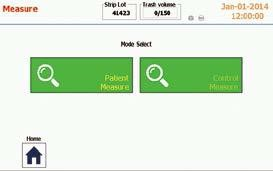 Measure
Strip Lot
41423
Trash volume
0/150
Jan-01-2014
12:00:00
Mode Select
Patient
Measure
Control
Measure
Home